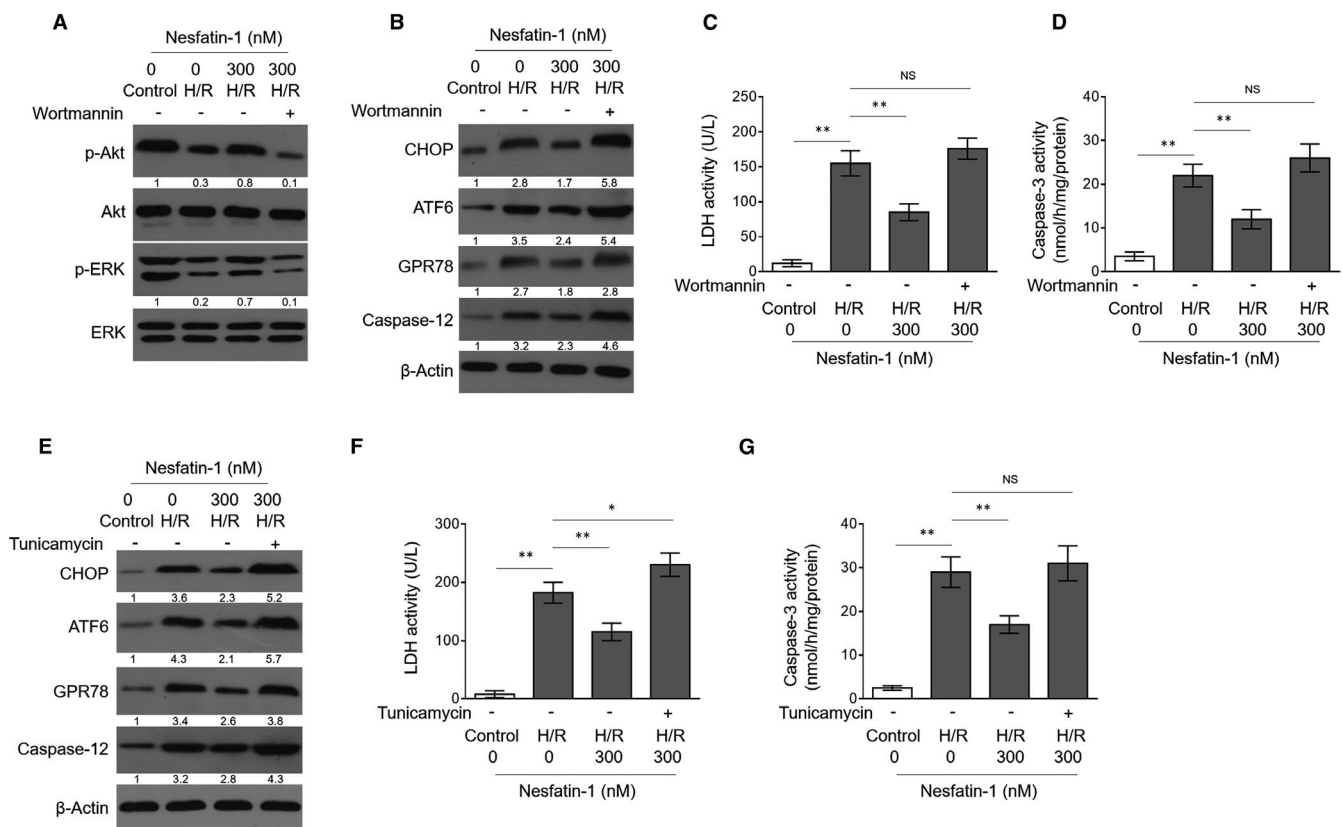 A
Nesfatin-1 (nM)
0 0 300 300
Control H/R H/R H/R
Wortmannin - - - +
p-Akt
1 0.3 0.8 0.1
Akt
p-ERK
1 0.2 0.7 0.1
ERK
B
Nesfatin-1 (nM)
0 0 300 300
Control H/R H/R H/R
Wortmannin - - - +
CHOP
1 2.8 1.7 5.8
ATF6
1 3.5 2.4 5.4
GPR78
1 2.7 1.8 2.8
Caspase-12
1 3.2 2.3 4.6
β-Actin
C
NS
**
**
LDH activity (U/L)
250
200
150
100
50
0
Wortmannin - - - +
Control H/R H/R H/R
0 0 300 300
Nesfatin-1 (nM)
D
NS
**
**
Caspase-3 activity
(nmol/h/mg/protein)
40
30
20
10
0
Wortmannin - - - +
Control H/R H/R H/R
0 0 300 300
Nesfatin-1 (nM)
E
Nesfatin-1 (nM)
0 0 300 300
Control H/R H/R H/R
Tunicamycin - - - +
CHOP
1 3.6 2.3 5.2
ATF6
1 4.3 2.1 5.7
GPR78
1 3.4 2.6 3.8
Caspase-12
1 3.2 2.8 4.3
β-Actin
F
*
**
**
LDH activity (U/L)
300
200
100
0
Tunicamycin - - - +
Control H/R H/R H/R
0 0 300 300
Nesfatin-1 (nM)
G
NS
**
**
Caspase-3 activity
(nmol/h/mg/protein)
40
30
20
10
0
Tunicamycin - - - +
Control H/R H/R H/R
0 0 300 300
Nesfatin-1 (nM)